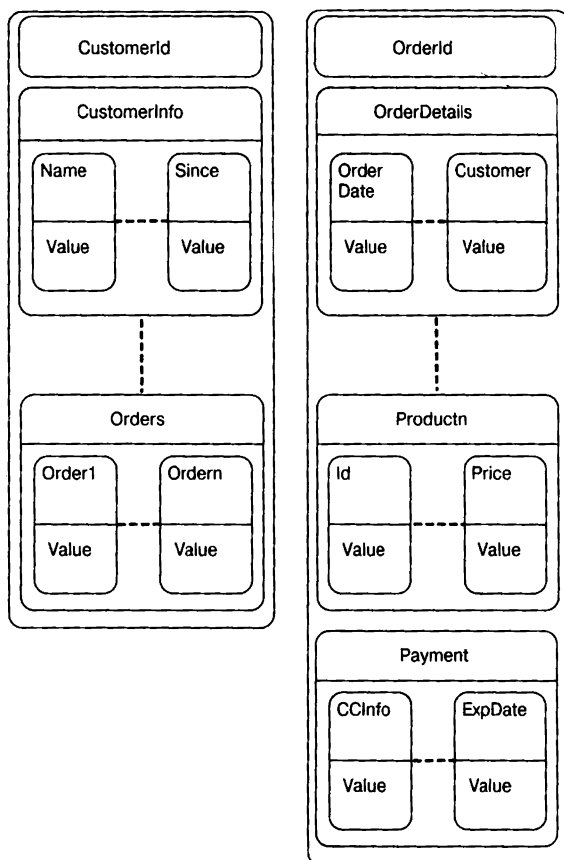 CustomerId
CustomerInfo
Name
Since
Value
Value
Orders
Order1
Ordern
Value
Value
OrderId
OrderDetails
Order
Date
Customer
Value
Value
Productn
Id
Price
Value
Value
Payment
CCInfo
ExpDate
Value
Value